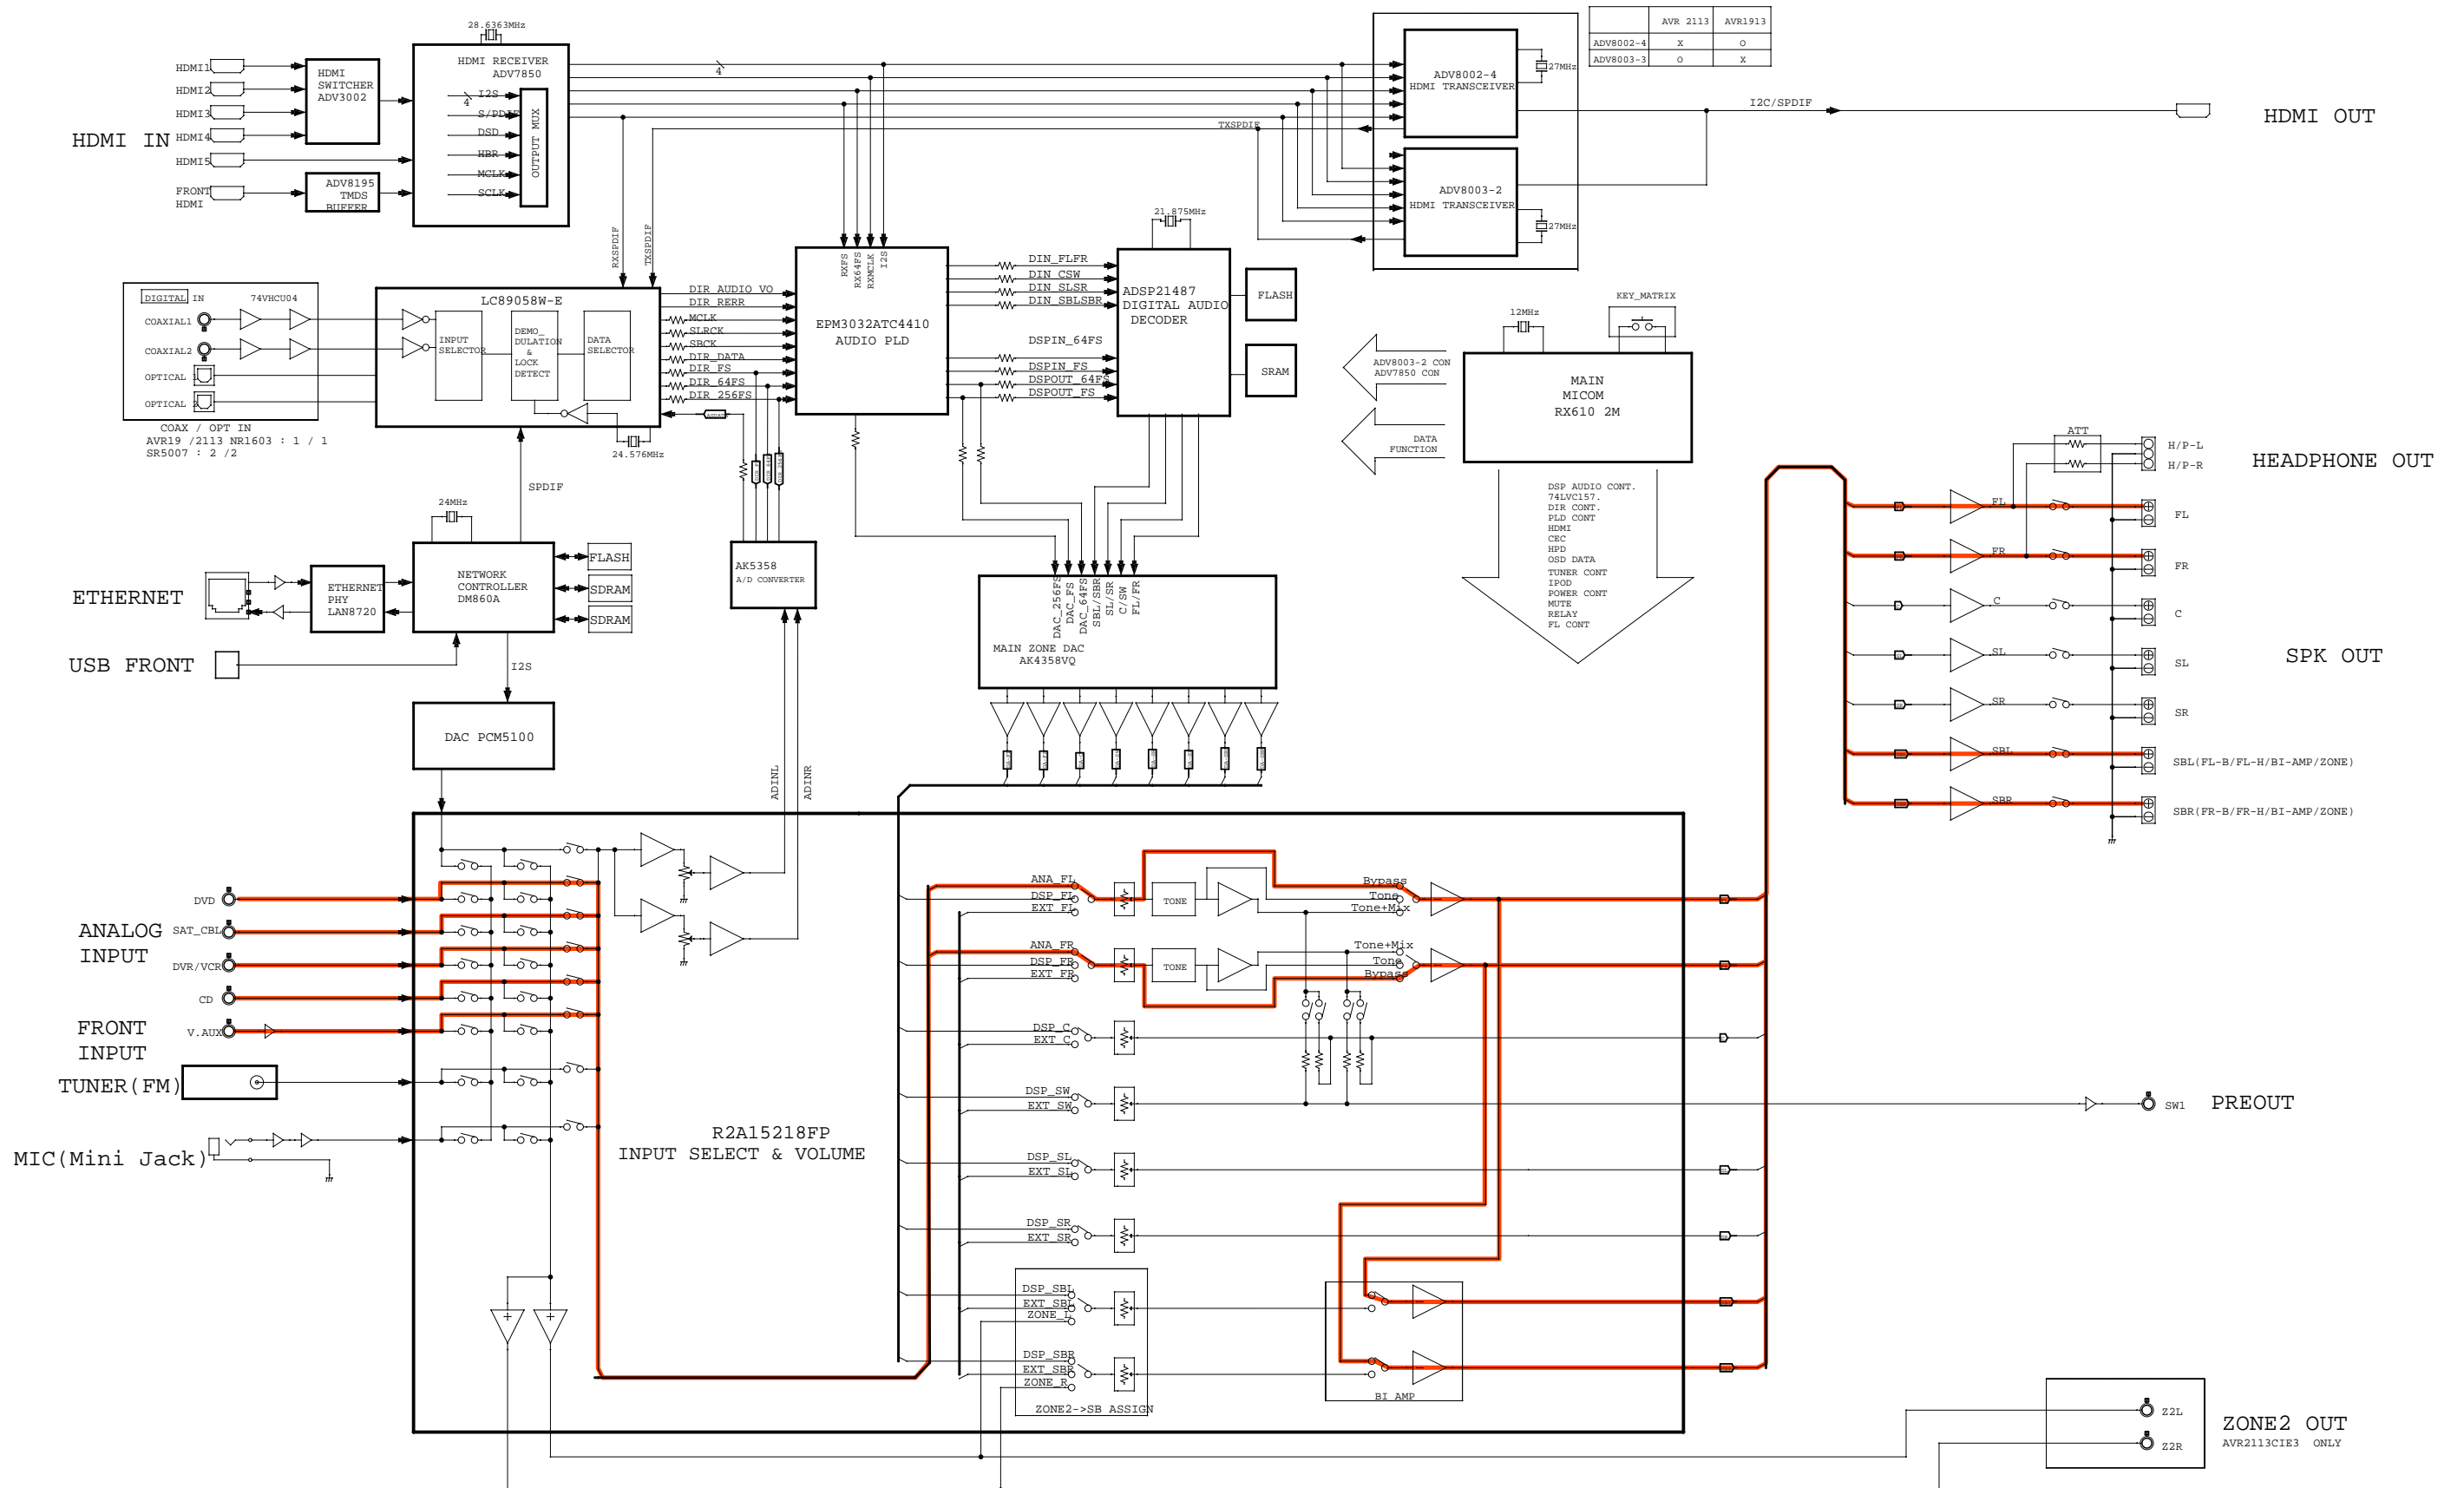 28.6363MHz
HDMI RECEIVER
ADV7850
HDMI1
HDMI2
HDMI3
HDMI4
HDMI5
FRONT
HDMI
HDMI IN
HDMI
SWITCHER
ADV3002
ADV8195
TMDS
BUFFER
4
I2S
S/PDIF
DSD
HBR
MCLK
SCLK
OUTPUT MUX
4
ADV8002-4
HDMI TRANSCEIVER
27MHz
ADV8003-2
HDMI TRANSCEIVER
27MHz
TXSPDIF
AVR 2113 AVR1913
ADV8002-4 X O
ADV8003-3 O X
I2C/SPDIF
HDMI OUT
RXSPDIF
TXSPDIF
DIGITAL IN
74VHCU04
COAXIAL1
COAXIAL2
OPTICAL 1
OPTICAL 2
COAX / OPT IN
AVR19 /2113 NR1603 : 1 / 1
SR5007 : 2 /2
LC89058W-E
INPUT
SELECTOR
DEMO_
DULATION
&
LOCK
DETECT
DATA
SELECTOR
24.576MHz
DIR_AUDIO_VO
DIR_RERR
MCLK
SLRCK
SBCK
DIR_DATA
DIR_FS
DIR_64FS
DIR_256FS
RXFS
RX64FS
RXMCLK
I2S
EPM3032ATC4410
AUDIO PLD
DIN_FLFR
DIN_CSW
DIN_SLSR
DIN_SBLSBR
DSPIN_64FS
DSPIN_FS
DSPOUT_64FS
DSPOUT_FS
21.875MHz
ADSP21487
DIGITAL AUDIO
DECODER
FLASH
SRAM
ADV8003-2 CON
ADV7850 CON
DATA
FUNCTION
12MHz
KEY_MATRIX
MAIN
MICOM
RX610 2M
DSP AUDIO CONT.
74LVC157.
DIR CONT.
PLD CONT
HDMI
CEC
HPD
OSD DATA
TUNER CONT
IPOD
POWER CONT
MUTE
RELAY
FL CONT
SPDIF
24MHz
ETHERNET
ETHERNET
PHY
LAN8720
NETWORK
CONTROLLER
DM860A
FLASH
SDRAM
SDRAM
USB FRONT
I2S
DAC PCM5100
AK5358
A/D CONVERTER
ADINL
ADINR
DAC_256FS
DAC_FS
DAC_64FS
SBL/SBR
SL/SR
C/SW
FL/FR
MAIN ZONE DAC
AK4358VQ
ATT
H/P-L
H/P-R
HEADPHONE OUT
FL
FL
FR
FR
C
C
SL
SL
SPK OUT
SR
SR
SBL
SBL(FL-B/FL-H/BI-AMP/ZONE)
SBR
SBR(FR-B/FR-H/BI-AMP/ZONE)
ANALOG
INPUT
DVD
SAT_CBL
DVR/VCR
CD
FRONT
INPUT
V.AUX
TUNER(FM)
MIC(Mini Jack)
R2A15218FP
INPUT SELECT & VOLUME
ANA_FL
DSP_FL
EXT_FL
TONE
Bypass
Tone
Tone+Mix
ANA_FR
DSP_FR
EXT_FR
TONE
Tone+Mix
Tone
Bypass
DSP_C
EXT_C
DSP_SW
EXT_SW
SW1
PREOUT
DSP_SL
EXT_SL
DSP_SR
EXT_SR
DSP_SBL
EXT_SBL
ZONE_L
DSP_SBR
EXT_SBR
ZONE_R
ZONE2->SB ASSIGN
BI AMP
Z2L
Z2R
ZONE2 OUT
AVR2113CIE3 ONLY